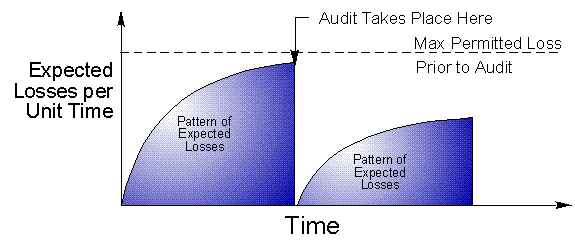 Audit Takes Place Here
Max Permitted Loss
Prior to Audit
Expected
Losses per
Unit Time
Pattern of
Expected
Losses
Pattern of
Expected
Losses
Time